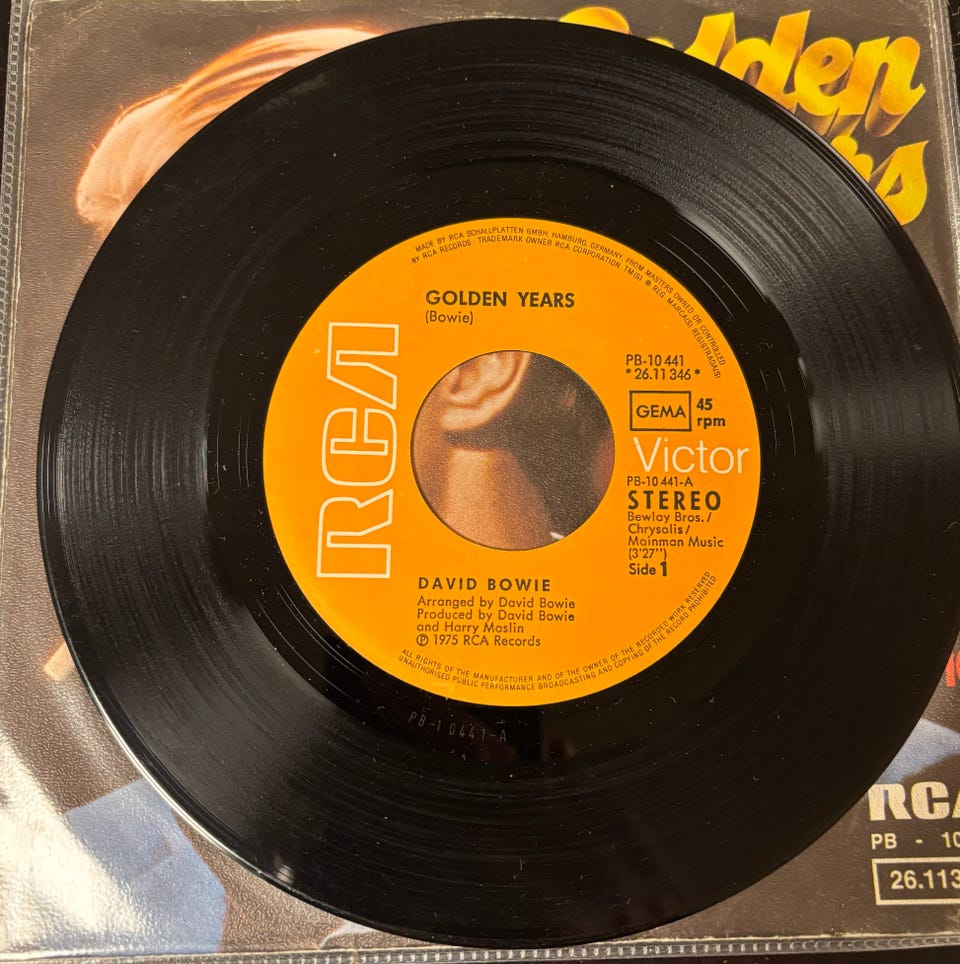 Golden
MADE BY RCA SCHALLPLATTEN GMBH, HAMBURG, GERMANY, FROM MASTERS OWNED OR CONTROLLED
BY RCA RECORDS · TRADEMARK OWNER RCA CORPORATION TM(S) ® REG. MARCA(S) REGISTRADA(S)
GOLDEN YEARS
(Bowie)
RCA
PB-10 441
* 26.11 346 *
GEMA
45
rpm
Victor
PB-10 441-A
STEREO
Bewlay Bros./
Chrysalis/
Mainman Music
(3'27'')
Side 1
DAVID BOWIE
Arranged by David Bowie
Produced by David Bowie
and Harry Maslin
℗ 1975 RCA Records
ALL RIGHTS OF THE MANUFACTURER AND OF THE OWNER OF THE RECORDED WORK RESERVED
UNAUTHORISED PUBLIC PERFORMANCE BROADCASTING AND COPYING OF THE RECORD PROHIBITED
PB-10441-A
RCA
PB - 10
26.113